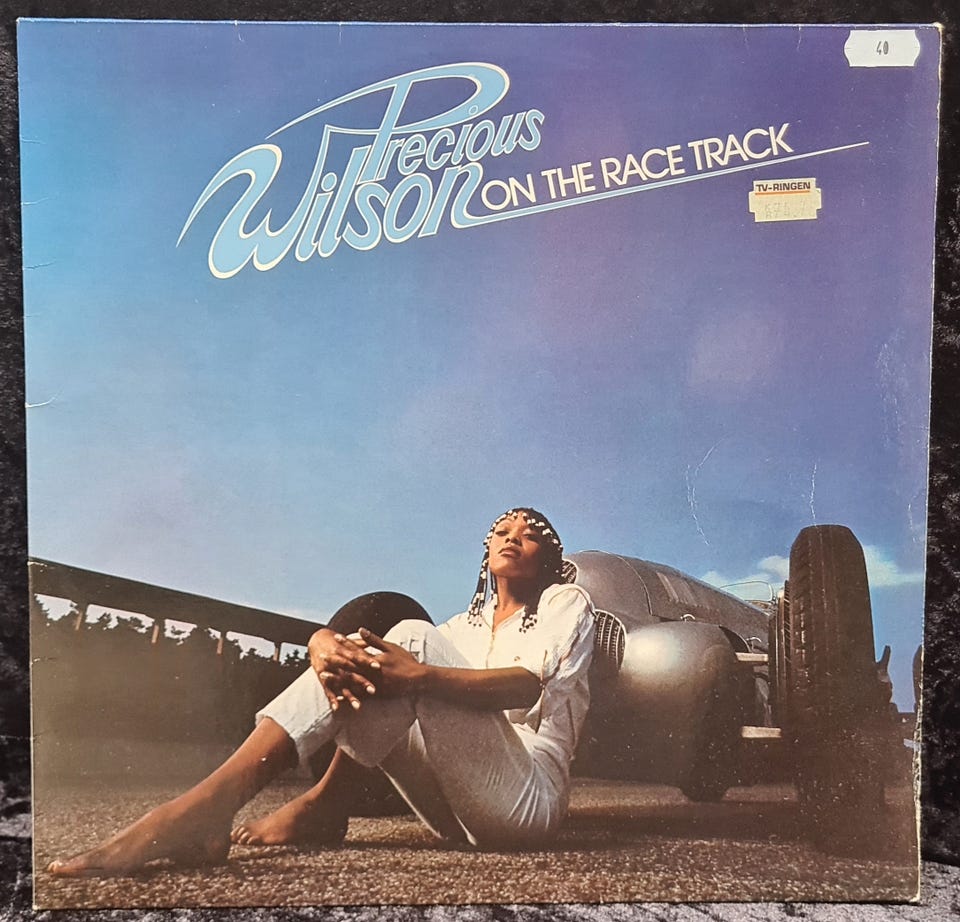 40
Precious
Wilson ON THE RACE TRACK
TV-RINGEN